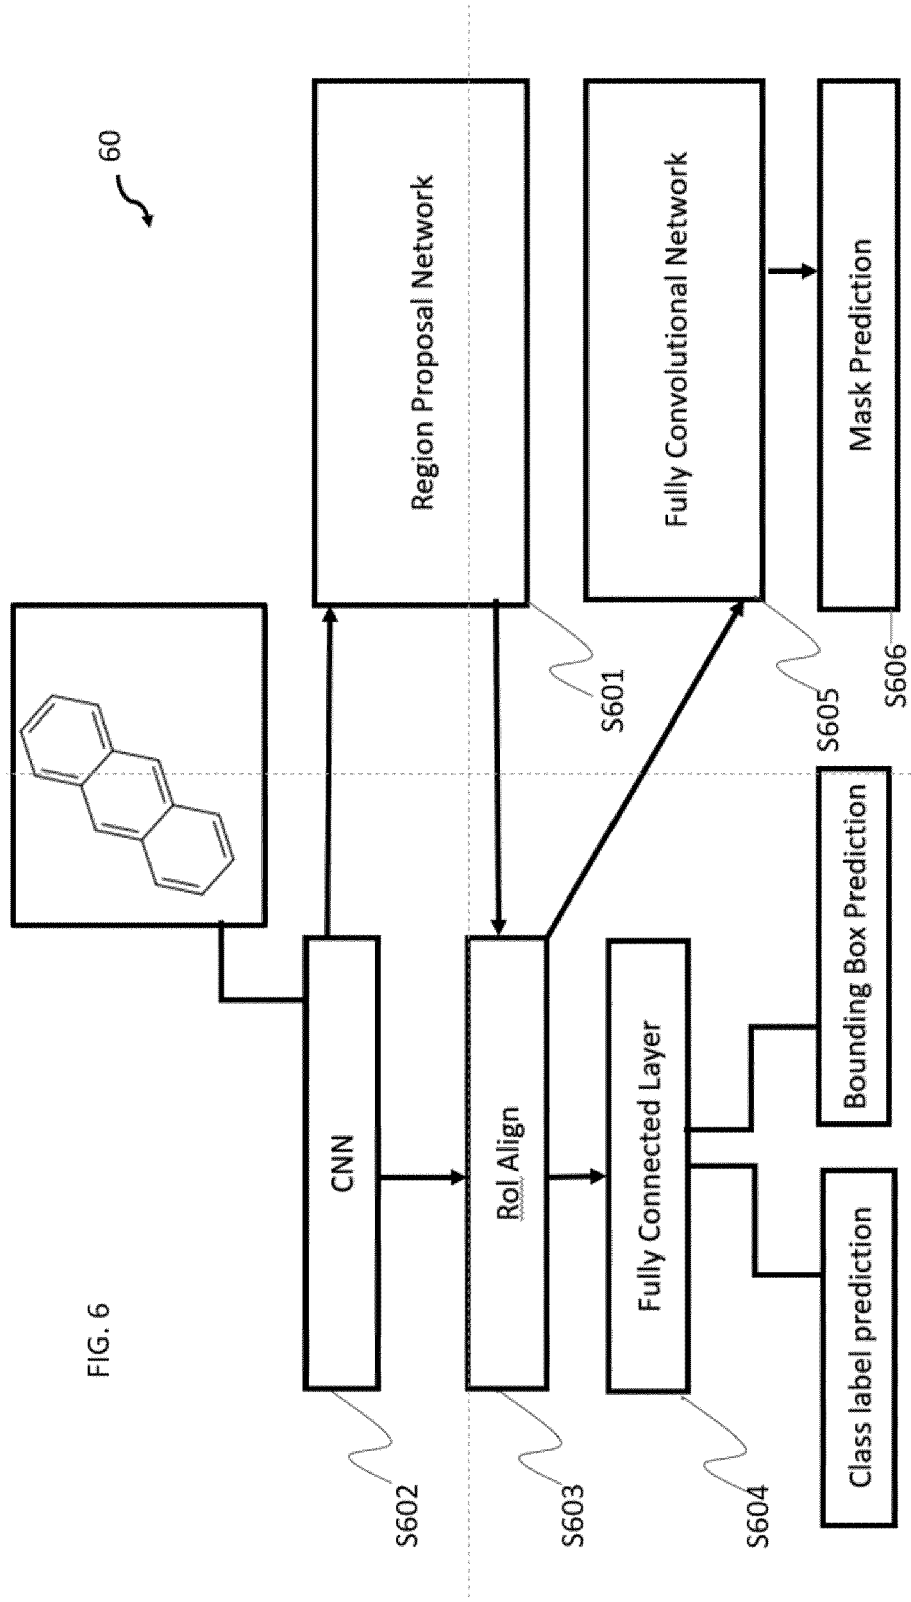 FIG. 6
60
CNN
Region Proposal Network
S602
RoI Align
S601
S603
Fully Connected Layer
Fully Convolutional Network
S604
S605
Class label prediction
Bounding Box Prediction
Mask Prediction
S606